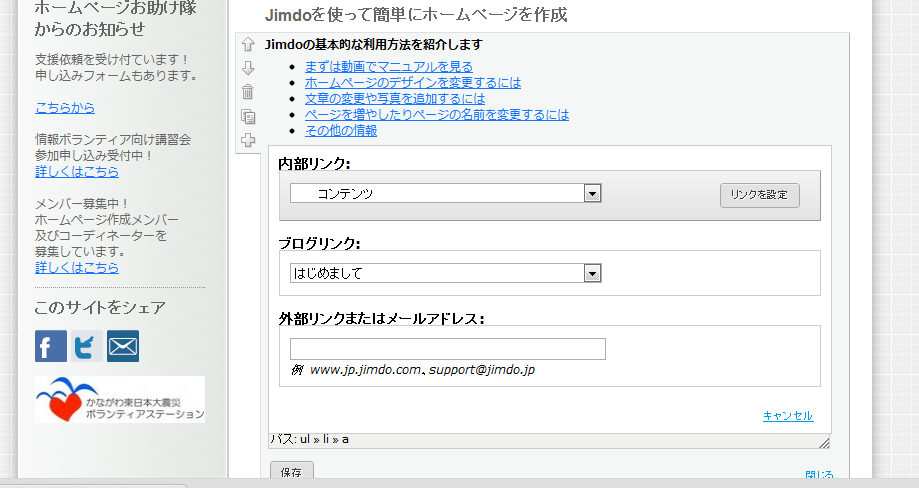 ホームページお助け隊
からのお知らせ
支援依頼を受け付ています！
申し込みフォームもあります。
こちらから
情報ボランティア向け講習会
参加申し込み受付中！
詳しくはこちら
メンバー募集中！
ホームページ作成メンバー
及びコーディネーターを
募集しています。
詳しくはこちら
このサイトをシェア
かながわ東日本大震災
ボランティアステーション
Jimdoを使って簡単にホームページを作成
Jimdoの基本的な利用方法を紹介します
まずは動画でマニュアルを見る
ホームページのデザインを変更するには
文章の変更や写真を追加するには
ページを増やしたりページの名前を変更するには
その他の情報
内部リンク:
コンテンツ
リンクを設定
ブログリンク:
はじめまして
外部リンクまたはメールアドレス:
例 www.jp.jimdo.com、support@jimdo.jp
キャンセル
パス: ul » li » a
保存
閉じる